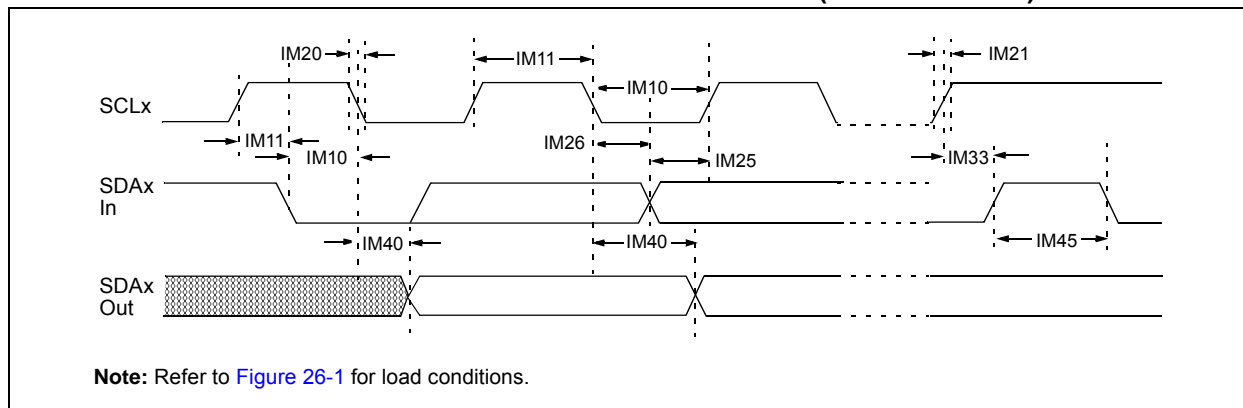 IM20
IM11
IM21
IM10
SCLx
IM11
IM10
IM26
IM25
IM33
SDAx
In
IM40
IM40
IM45
SDAx
Out
Note: Refer to Figure 26-1 for load conditions.